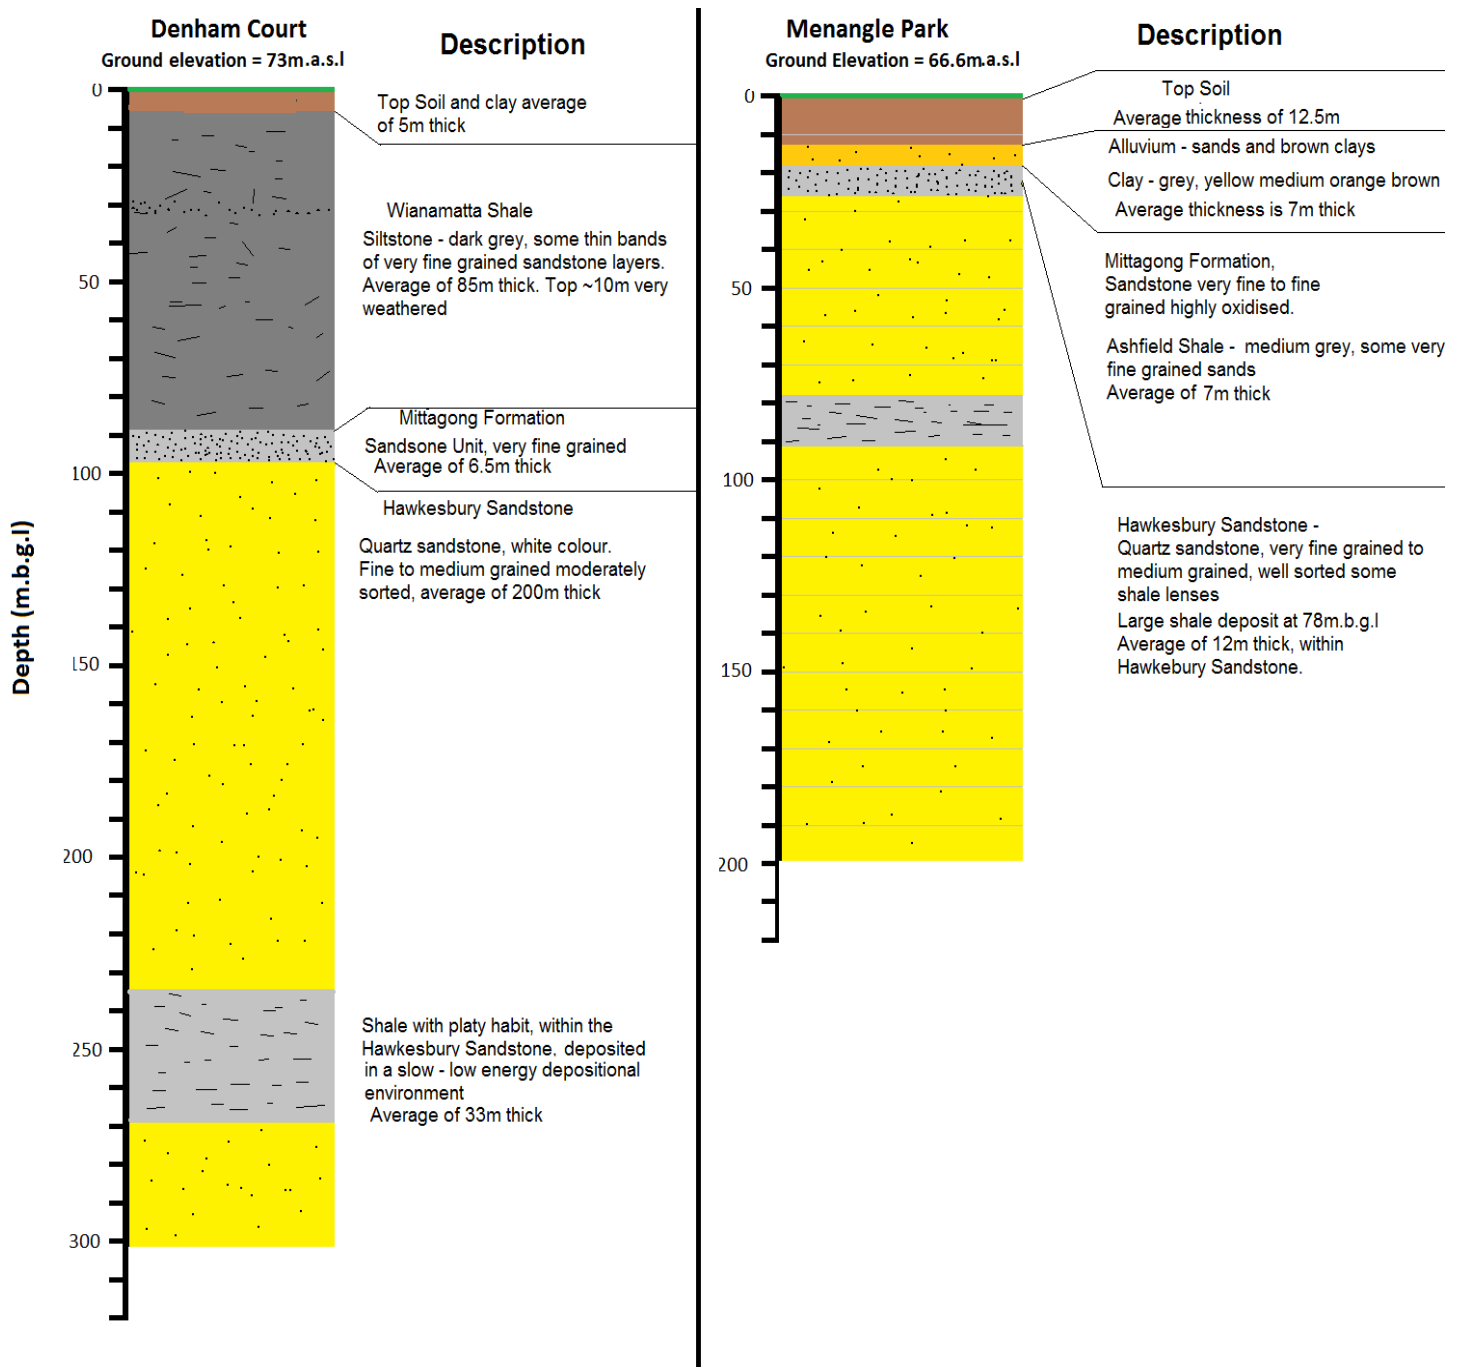 Denham Court
Ground elevation = 73m.a.s.l
Description
Depth (m.b.g.l)
0
50
100
150
200
250
300
Top Soil and clay average
of 5m thick
Wianamatta Shale
Siltstone - dark grey, some thin bands
of very fine grained sandstone layers.
Average of 85m thick. Top ~10m very
weathered
Mittagong Formation
Sandsone Unit, very fine grained
Average of 6.5m thick
Hawkesbury Sandstone
Quartz sandstone, white colour.
Fine to medium grained moderately
sorted, average of 200m thick
Shale with platy habit, within the
Hawkesbury Sandstone, deposited
in a slow - low energy depositional
environment
Average of 33m thick
Menangle Park
Ground Elevation = 66.6m.a.s.l
Description
0
50
100
150
200
Top Soil
Average thickness of 12.5m
Alluvium - sands and brown clays
Clay - grey, yellow medium orange brown
Average thickness is 7m thick
Mittagong Formation,
Sandstone very fine to fine
grained highly oxidised.
Ashfield Shale - medium grey, some very
fine grained sands
Average of 7m thick
Hawkesbury Sandstone -
Quartz sandstone, very fine grained to
medium grained, well sorted some
shale lenses
Large shale deposit at 78m.b.g.l
Average of 12m thick, within
Hawkebury Sandstone.